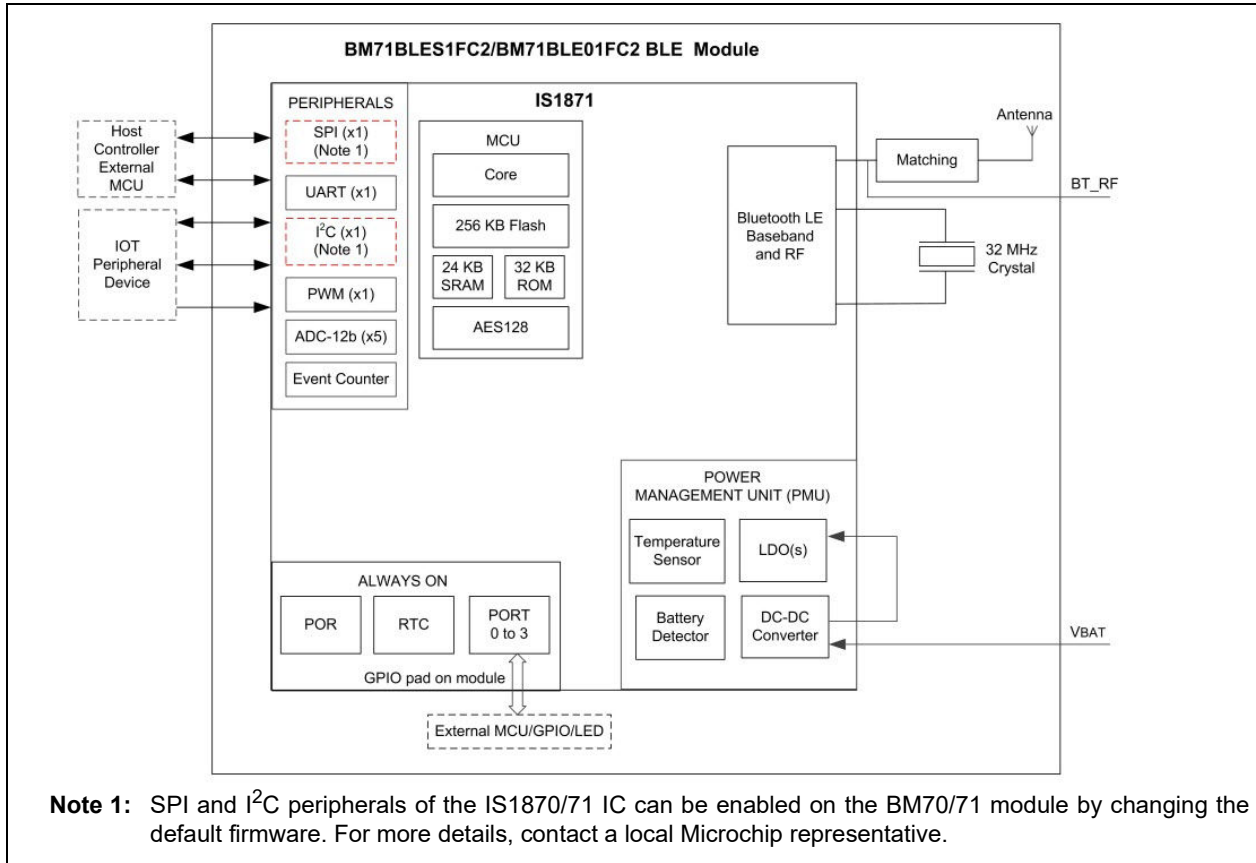 BM71BLES1FC2/BM71BLE01FC2 BLE Module
IS1871
PERIPHERALS
SPI (x1)
(Note 1)
UART (x1)
I²C (x1)
(Note 1)
PWM (x1)
ADC-12b (x5)
Event Counter
Host
Controller
External
MCU
IOT
Peripheral
Device
MCU
Core
256 KB Flash
24 KB
SRAM
32 KB
ROM
AES128
Bluetooth LE
Baseband
and RF
Matching
Antenna
BT_RF
32 MHz
Crystal
POWER
MANAGEMENT UNIT (PMU)
Temperature
Sensor
LDO(s)
Battery
Detector
DC-DC
Converter
VBAT
ALWAYS ON
POR
RTC
PORT
0 to 3
GPIO pad on module
External MCU/GPIO/LED
Note 1: SPI and I²C peripherals of the IS1870/71 IC can be enabled on the BM70/71 module by changing the
default firmware. For more details, contact a local Microchip representative.